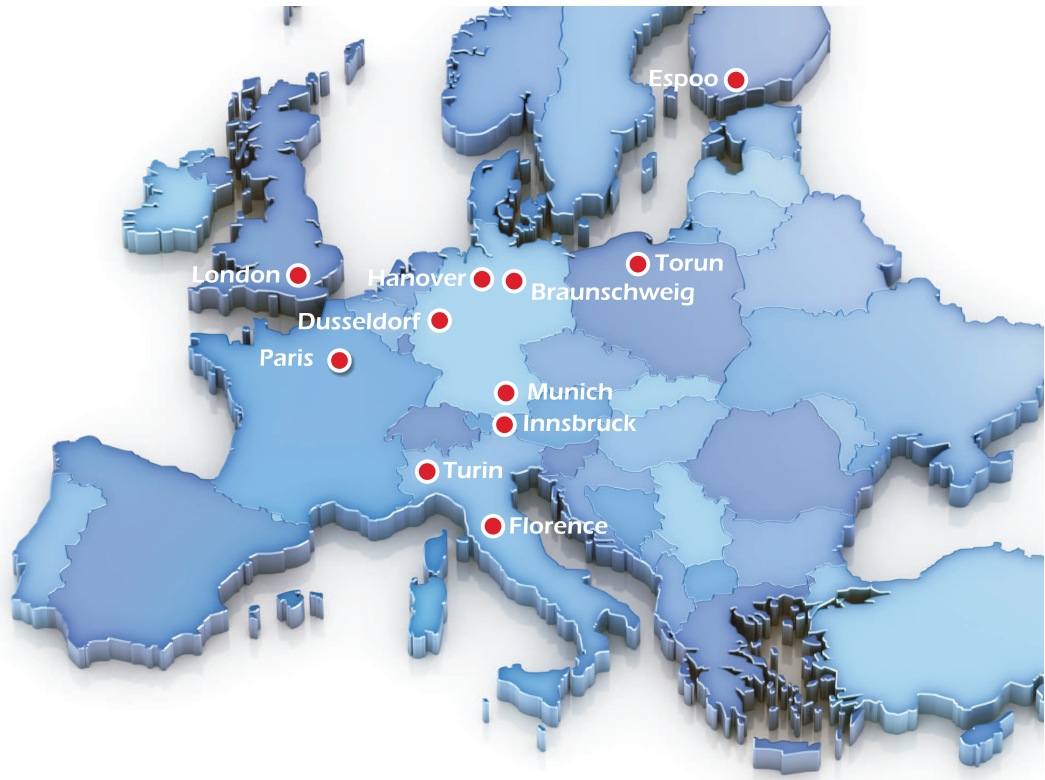 Espoo
Torun
London
Hanover
Braunschweig
Dusseldorf
Paris
Munich
Innsbruck
Turin
Florence